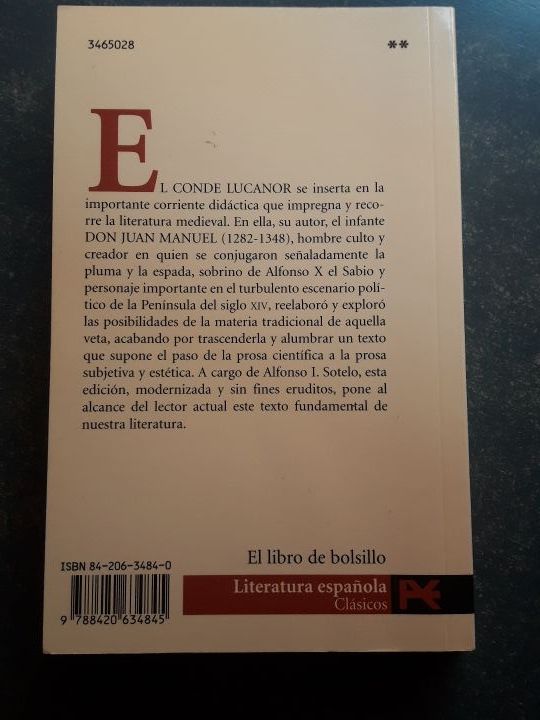 3465028
**
EL CONDE LUCANOR se inserta en la
importante corriente didáctica que impregna y reco-
rre la literatura medieval. En ella, su autor, el infante
DON JUAN MANUEL (1282-1348), hombre culto y
creador en quien se conjugaron señaladamente la
pluma y la espada, sobrino de Alfonso X el Sabio y
personaje importante en el turbulento escenario polí-
tico de la Península del siglo XIV, reelaboró y exploró
las posibilidades de la materia tradicional de aquella
veta, acabando por trascenderla y alumbrar un texto
que supone el paso de la prosa científica a la prosa
subjetiva y estética. A cargo de Alfonso I. Sotelo, esta
edición, modernizada y sin fines eruditos, pone al
alcance del lector actual este texto fundamental de
nuestra literatura.
El libro de bolsillo
ISBN 84-206-3484-0
Literatura española
Clásicos
9 788420 634845